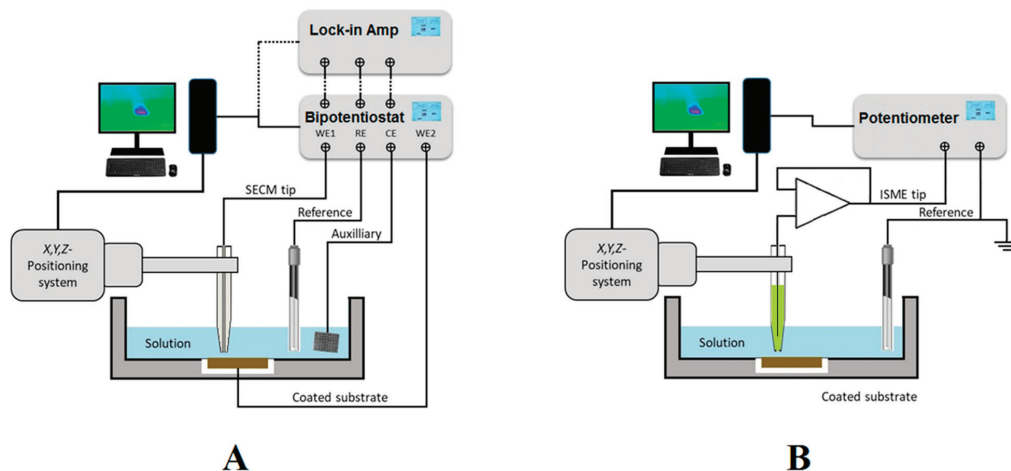 Lock-in Amp
Bipotentiostat
WE1 RE CE WE2
SECM tip
Reference
Auxilliary
X,Y,Z-
Positioning
system
Solution
Coated substrate
A
Potentiometer
ISME tip
Reference
X,Y,Z-
Positioning
system
Solution
Coated substrate
B